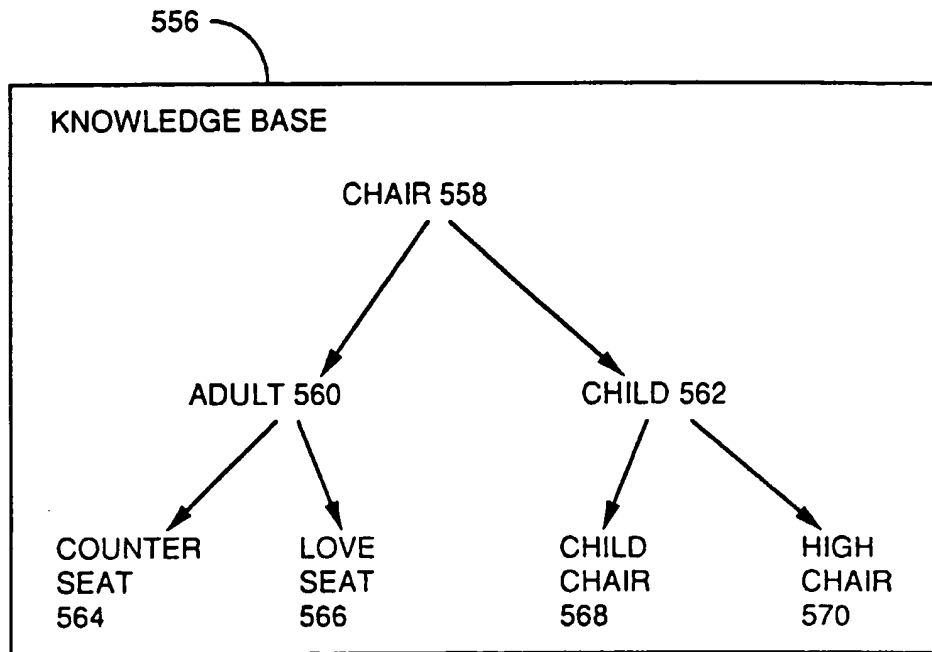 556
KNOWLEDGE BASE
CHAIR 558
ADULT 560
CHILD 562
COUNTER
SEAT
564
LOVE
SEAT
566
CHILD
CHAIR
568
HIGH
CHAIR
570